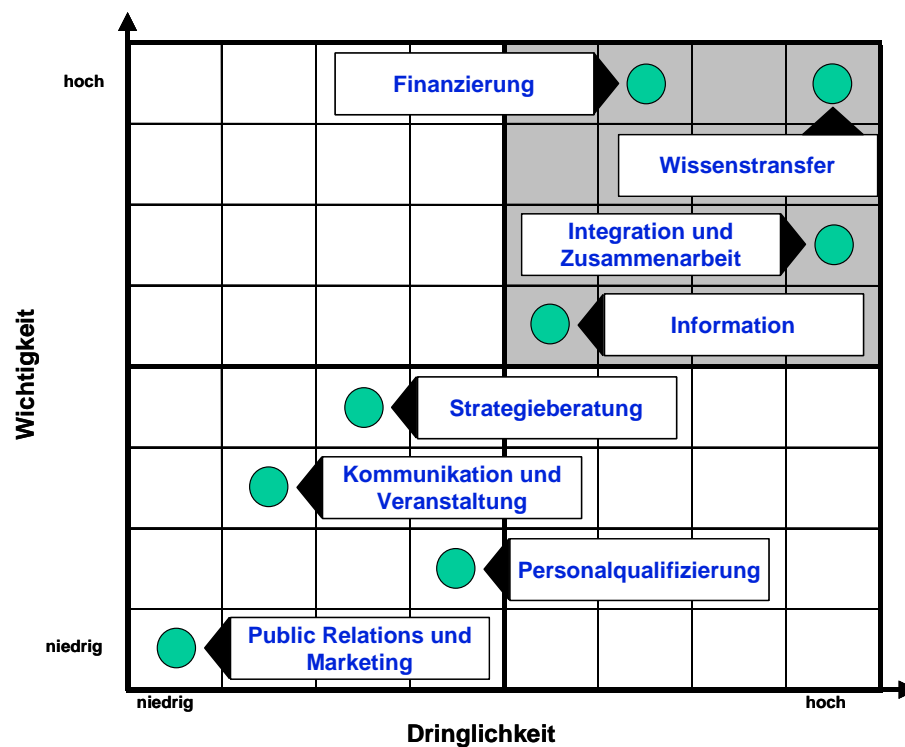 hoch
Finanzierung
Wissenstransfer
Integration und
Zusammenarbeit
Information
Wichtigkeit
Strategieberatung
Kommunikation und
Veranstaltung
Personalqualifizierung
Public Relations und
Marketing
niedrig
niedrig
hoch
Dringlichkeit